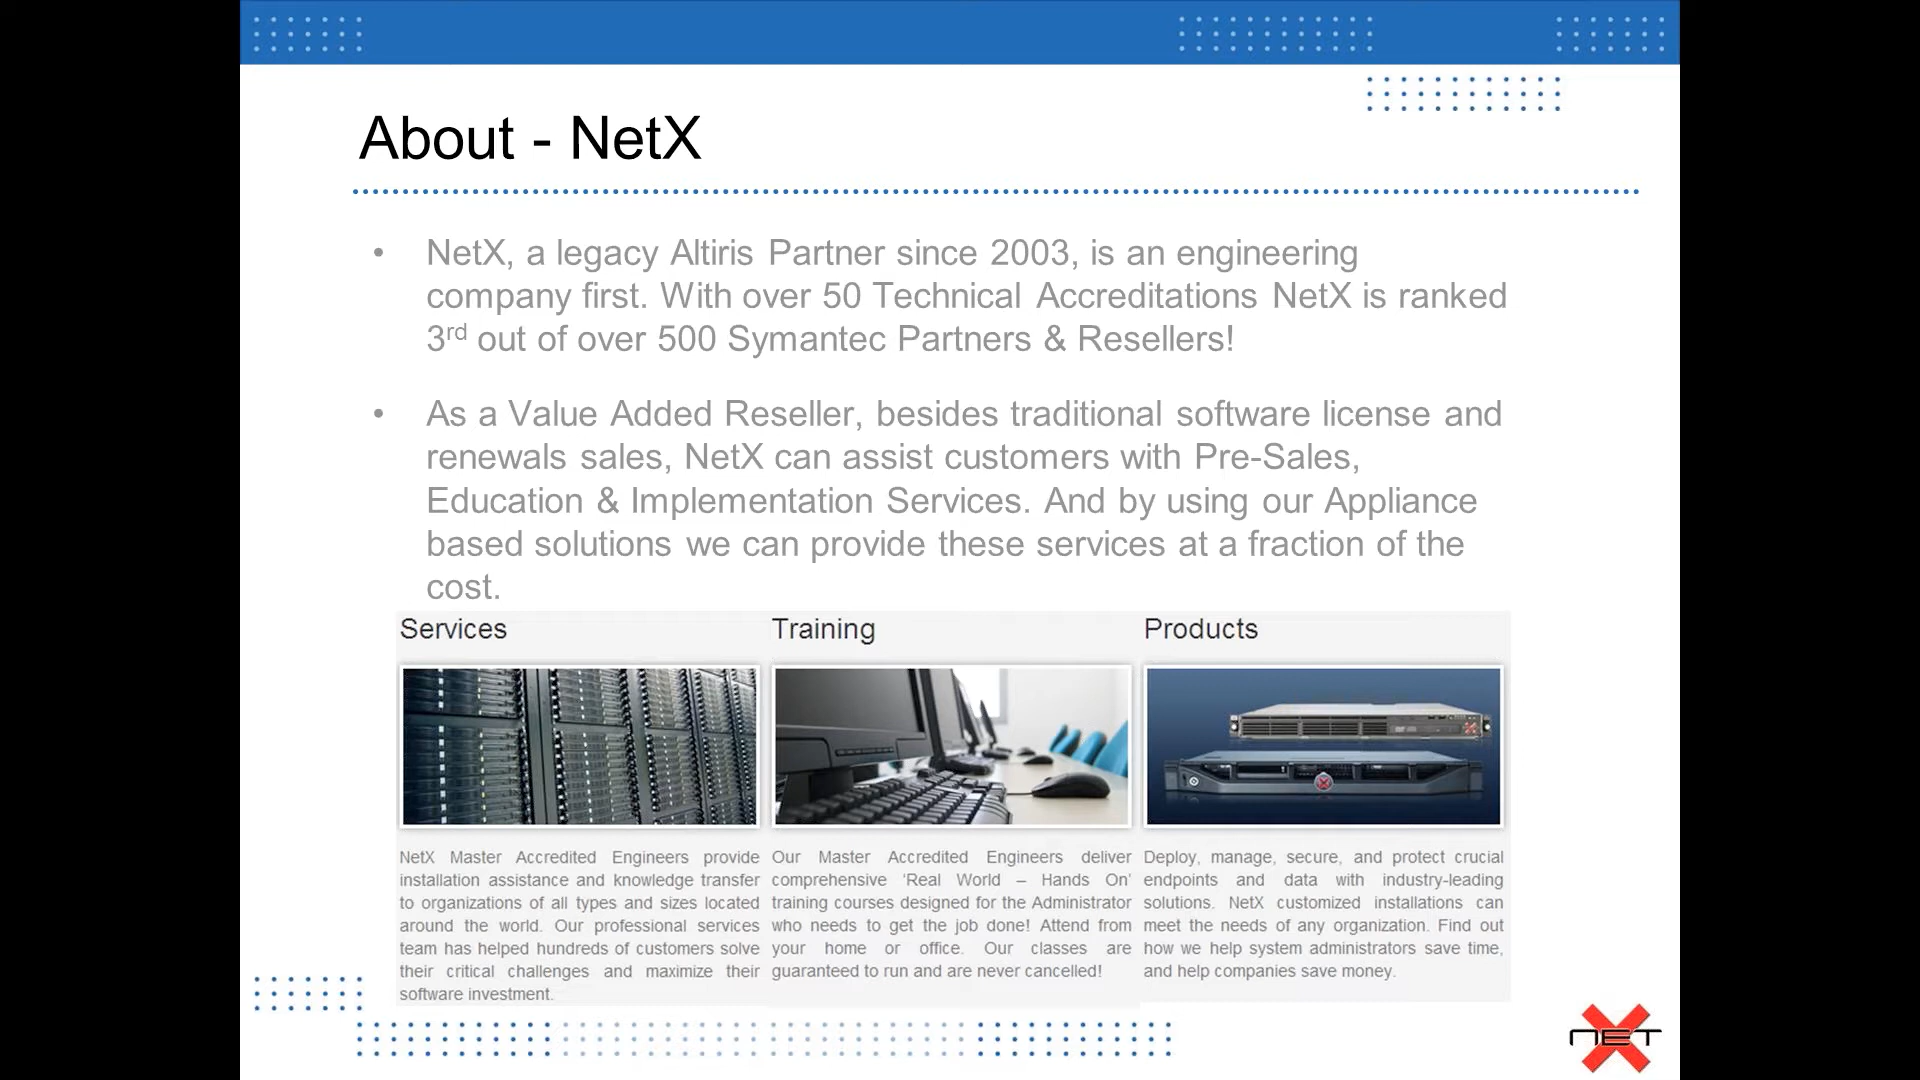 About - NetX
• NetX, a legacy Altiris Partner since 2003, is an engineering
company first. With over 50 Technical Accreditations NetX is ranked
3rd out of over 500 Symantec Partners & Resellers!
• As a Value Added Reseller, besides traditional software license and
renewals sales, NetX can assist customers with Pre-Sales,
Education & Implementation Services. And by using our Appliance
based solutions we can provide these services at a fraction of the
cost.
Services
NetX Master Accredited Engineers provide
installation assistance and knowledge transfer
to organizations of all types and sizes located
around the world. Our professional services
team has helped hundreds of customers solve
their critical challenges and maximize their
software investment.
Training
Our Master Accredited Engineers deliver
comprehensive ‘Real World – Hands On’
training courses designed for the Administrator
who needs to get the job done! Attend from
your home or office. Our classes are
guaranteed to run and are never cancelled!
Products
Deploy, manage, secure, and protect crucial
endpoints and data with industry-leading
solutions. NetX customized installations can
meet the needs of any organization. Find out
how we help system administrators save time,
and help companies save money.
NET X